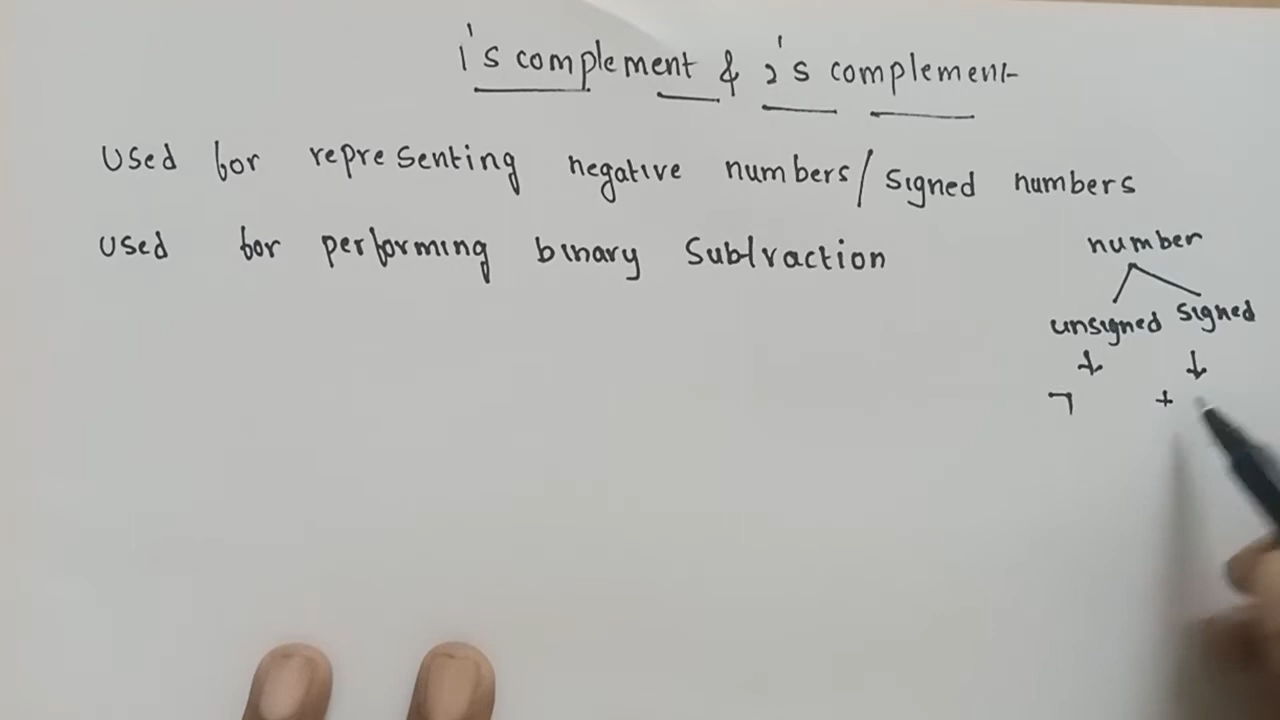 1's complement & 2's complement
Used for representing negative numbers/signed numbers
Used for performing binary Subtraction
number
unsigned signed
7 +